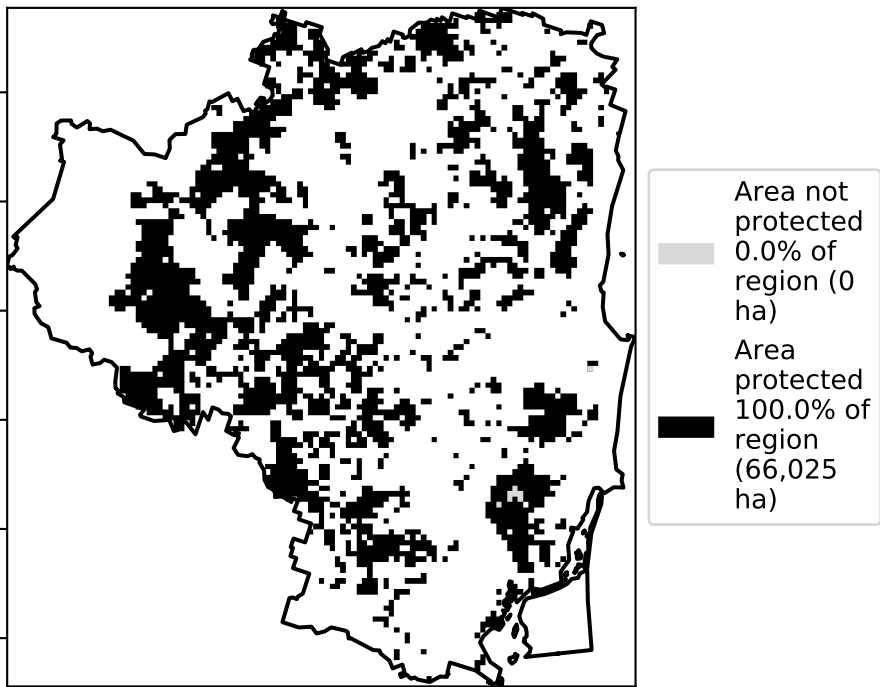 Area not
protected
0.0% of
region (0
ha)
Area
protected
100.0% of
region
(66,025
ha)